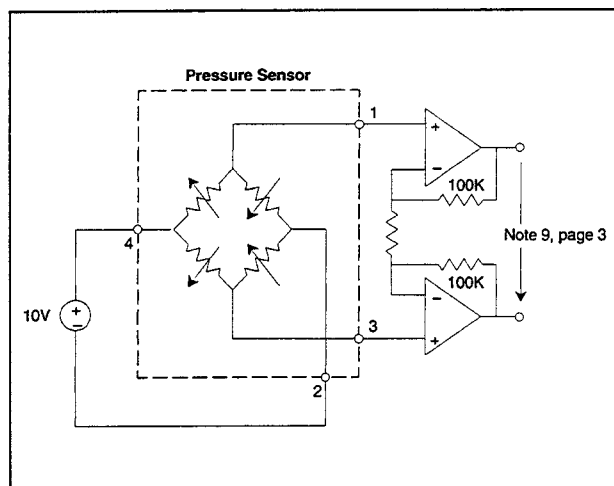 Pressure Sensor
1
+
−
100K
4
Note 9, page 3
10V
+
−
100K
3
−
+
2